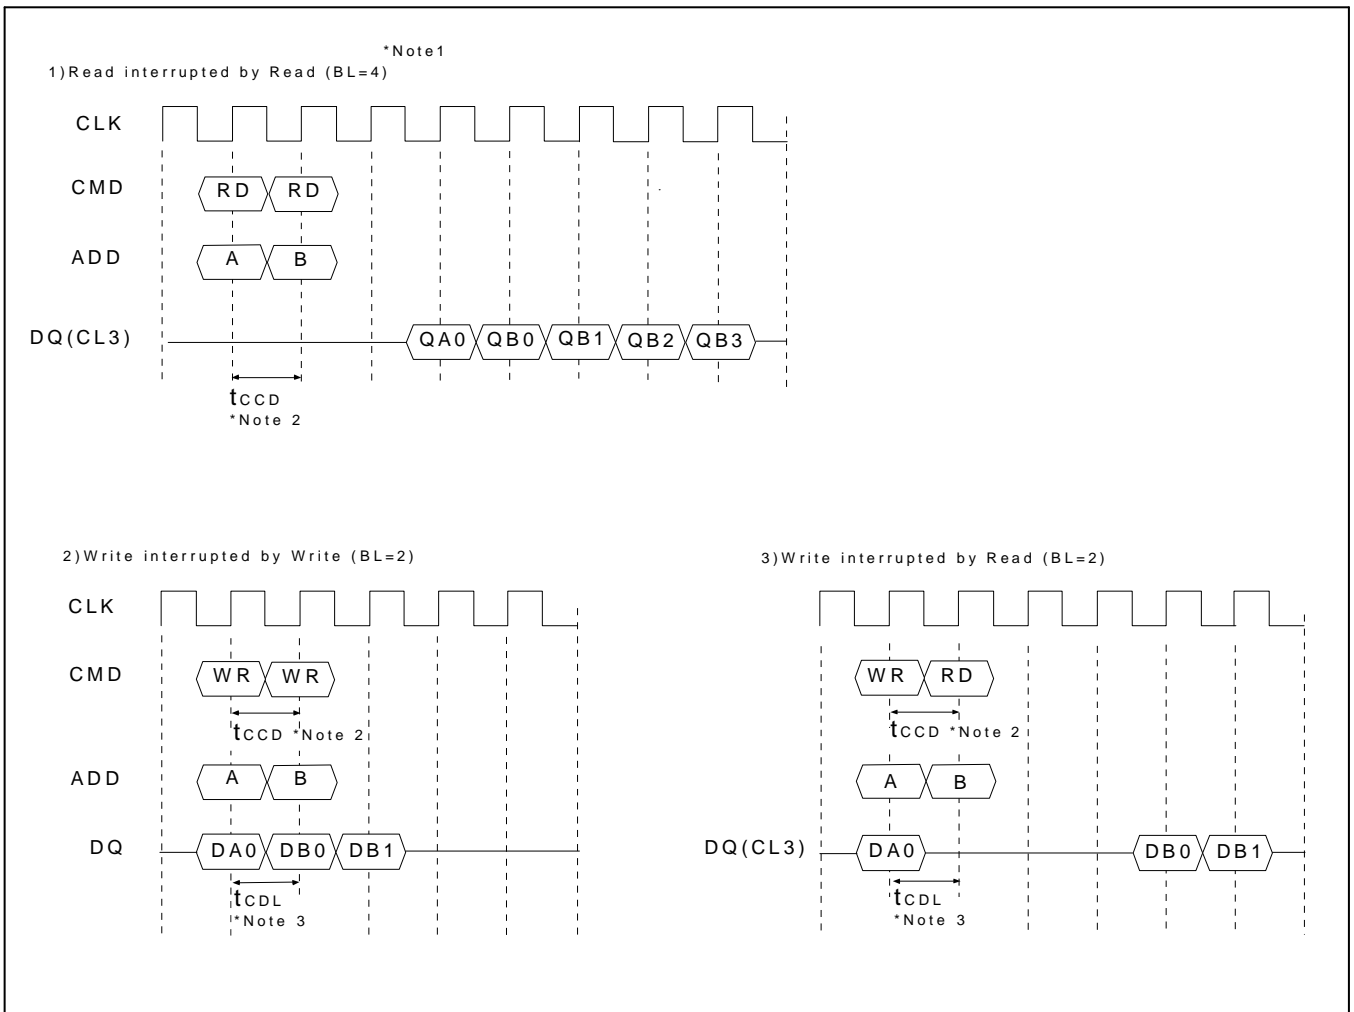 *Note1
1)Read interrupted by Read (BL=4)
CLK
CMD RD RD
ADD A B
DQ(CL3) QA0 QB0 QB1 QB2 QB3
tCCD
*Note 2
2)Write interrupted by Write (BL=2)
CLK
CMD WR WR
tCCD *Note 2
ADD A B
DQ DA0 DB0 DB1
tCDL
*Note 3
3)Write interrupted by Read (BL=2)
WR RD
tCCD *Note 2
A B
DQ(CL3) DA0 DB0 DB1
tCDL
*Note 3